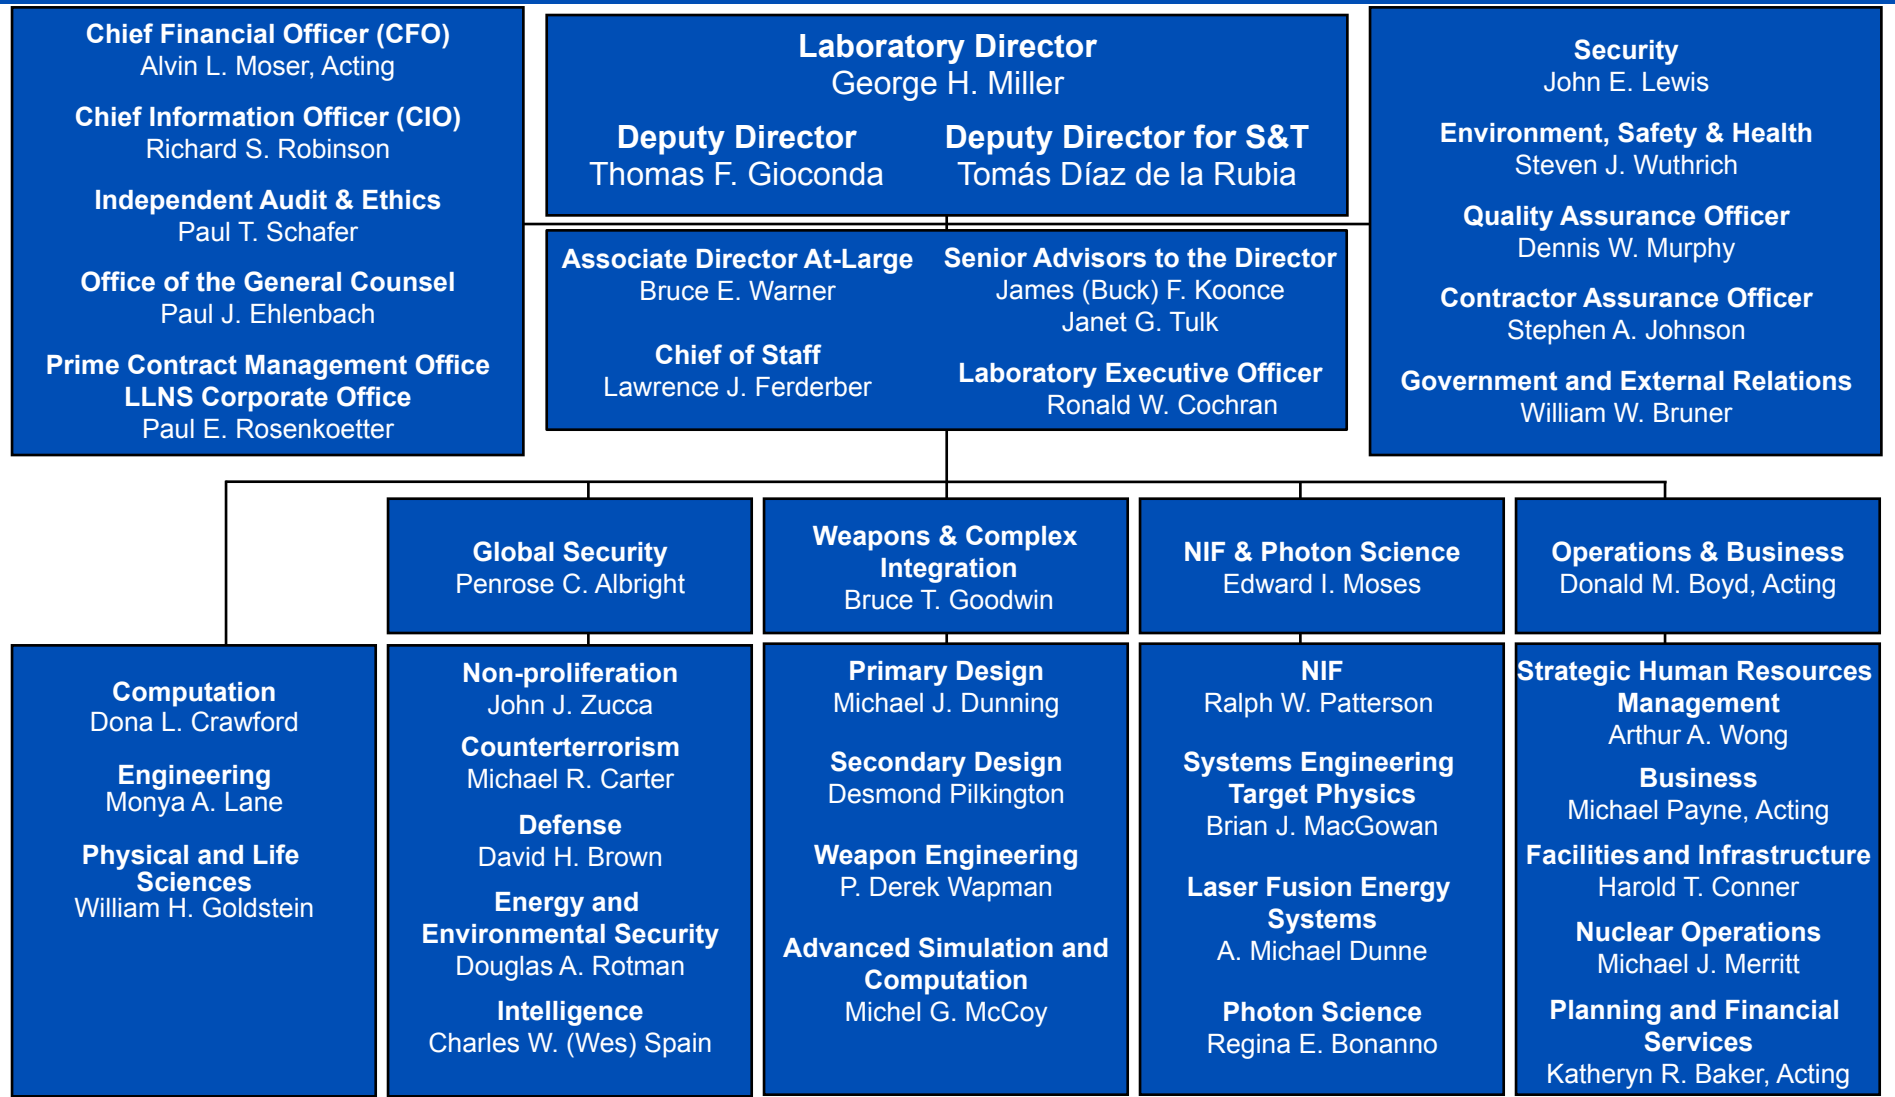 Chief Financial Officer (CFO)
Alvin L. Moser, Acting
Chief Information Officer (CIO)
Richard S. Robinson
Independent Audit & Ethics
Paul T. Schafer
Office of the General Counsel
Paul J. Ehlenbach
Prime Contract Management Office
LLNS Corporate Office
Paul E. Rosenkoetter
Laboratory Director
George H. Miller
Deputy Director
Thomas F. Gioconda
Deputy Director for S&T
Tomás Díaz de la Rubia
Associate Director At-Large
Bruce E. Warner
Chief of Staff
Lawrence J. Ferderber
Senior Advisors to the Director
James (Buck) F. Koonce
Janet G. Tulk
Laboratory Executive Officer
Ronald W. Cochran
Security
John E. Lewis
Environment, Safety & Health
Steven J. Wuthrich
Quality Assurance Officer
Dennis W. Murphy
Contractor Assurance Officer
Stephen A. Johnson
Government and External Relations
William W. Bruner
Computation
Dona L. Crawford
Engineering
Monya A. Lane
Physical and Life
Sciences
William H. Goldstein
Global Security
Penrose C. Albright
Non-proliferation
John J. Zucca
Counterterrorism
Michael R. Carter
Defense
David H. Brown
Energy and
Environmental Security
Douglas A. Rotman
Intelligence
Charles W. (Wes) Spain
Weapons & Complex
Integration
Bruce T. Goodwin
Primary Design
Michael J. Dunning
Secondary Design
Desmond Pilkington
Weapon Engineering
P. Derek Wapman
Advanced Simulation and
Computation
Michel G. McCoy
NIF & Photon Science
Edward I. Moses
NIF
Ralph W. Patterson
Systems Engineering
Target Physics
Brian J. MacGowan
Laser Fusion Energy
Systems
A. Michael Dunne
Photon Science
Regina E. Bonanno
Operations & Business
Donald M. Boyd, Acting
Strategic Human Resources
Management
Arthur A. Wong
Business
Michael Payne, Acting
Facilities and Infrastructure
Harold T. Conner
Nuclear Operations
Michael J. Merritt
Planning and Financial
Services
Katheryn R. Baker, Acting